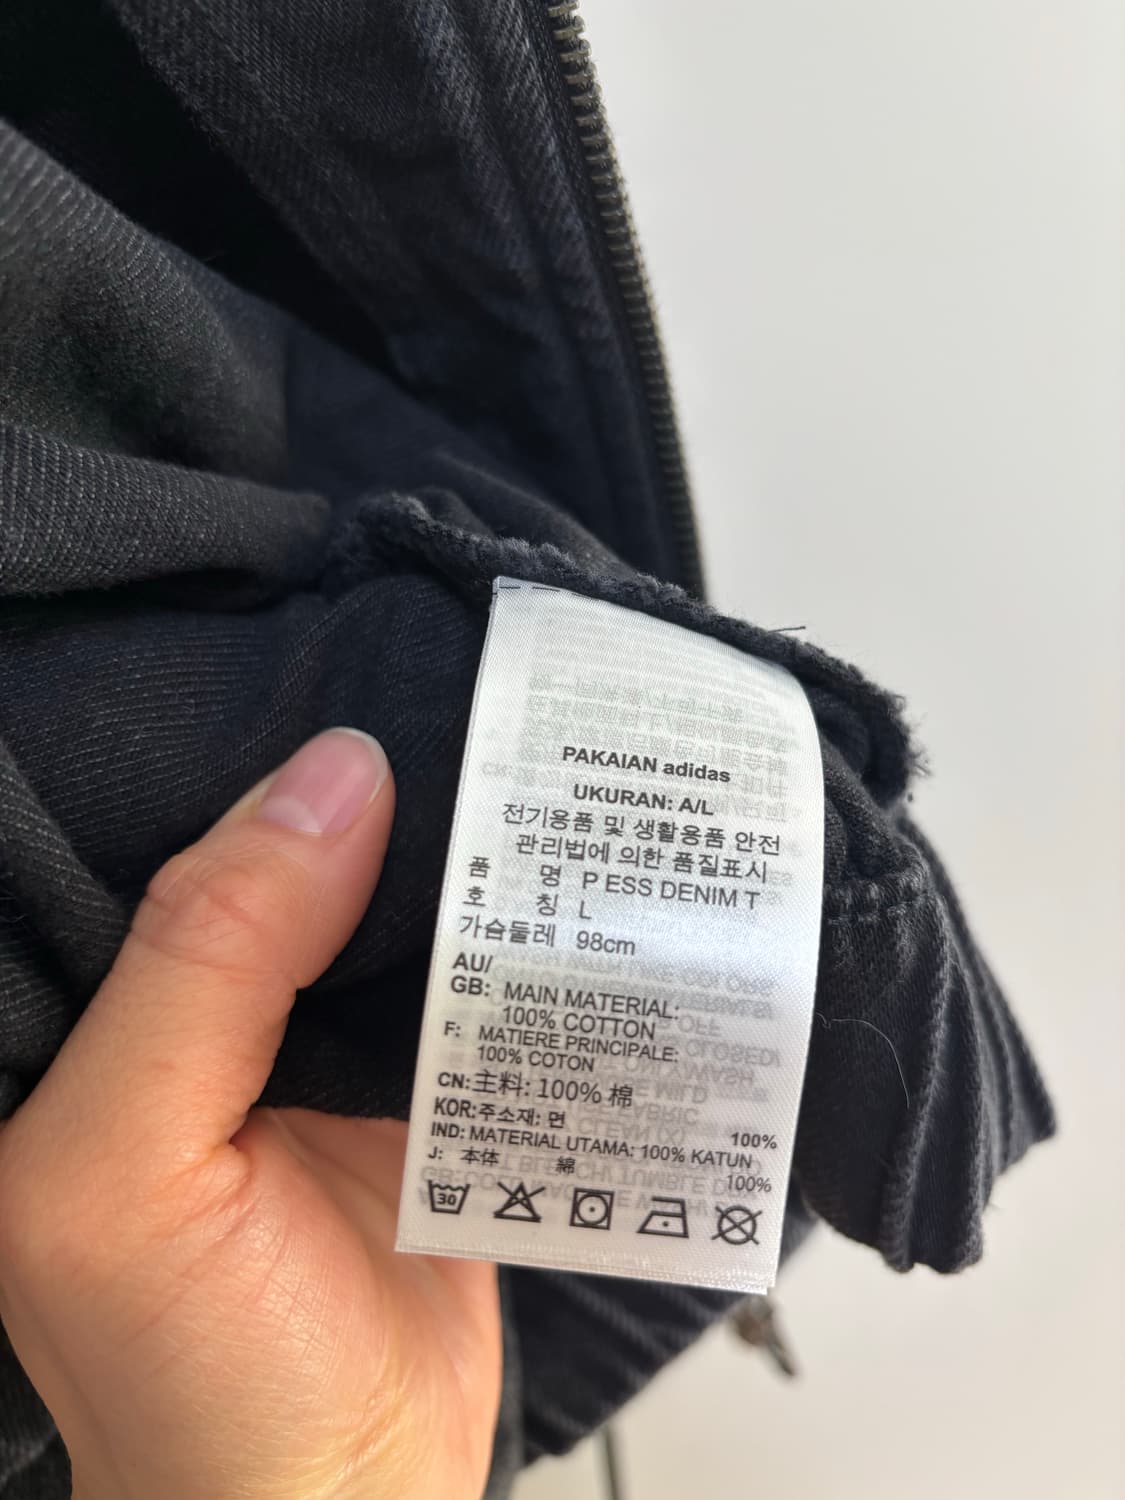 PAKAIAN adidas
UKURAN: A/L
전기용품 및 생활용품 안전
관리법에 의한 품질표시
품 명 P ESS DENIM T
호 칭 L
가슴둘레 98cm
AU/
GB: MAIN MATERIAL:
100% COTTON
F: MATIERE PRINCIPALE:
100% COTON
CN: 主料: 100% 棉
KOR: 주소재: 면 100%
IND: MATERIAL UTAMA: 100% KATUN
J: 本体 綿 100%
30